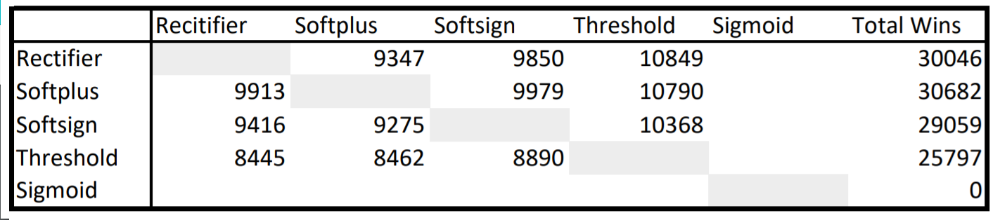 Recitifier Softplus Softsign Threshold Sigmoid Total Wins
Rectifier 9347 9850 10849 30046
Softplus 9913 9979 10790 30682
Softsign 9416 9275 10368 29059
Threshold 8445 8462 8890 25797
Sigmoid 0